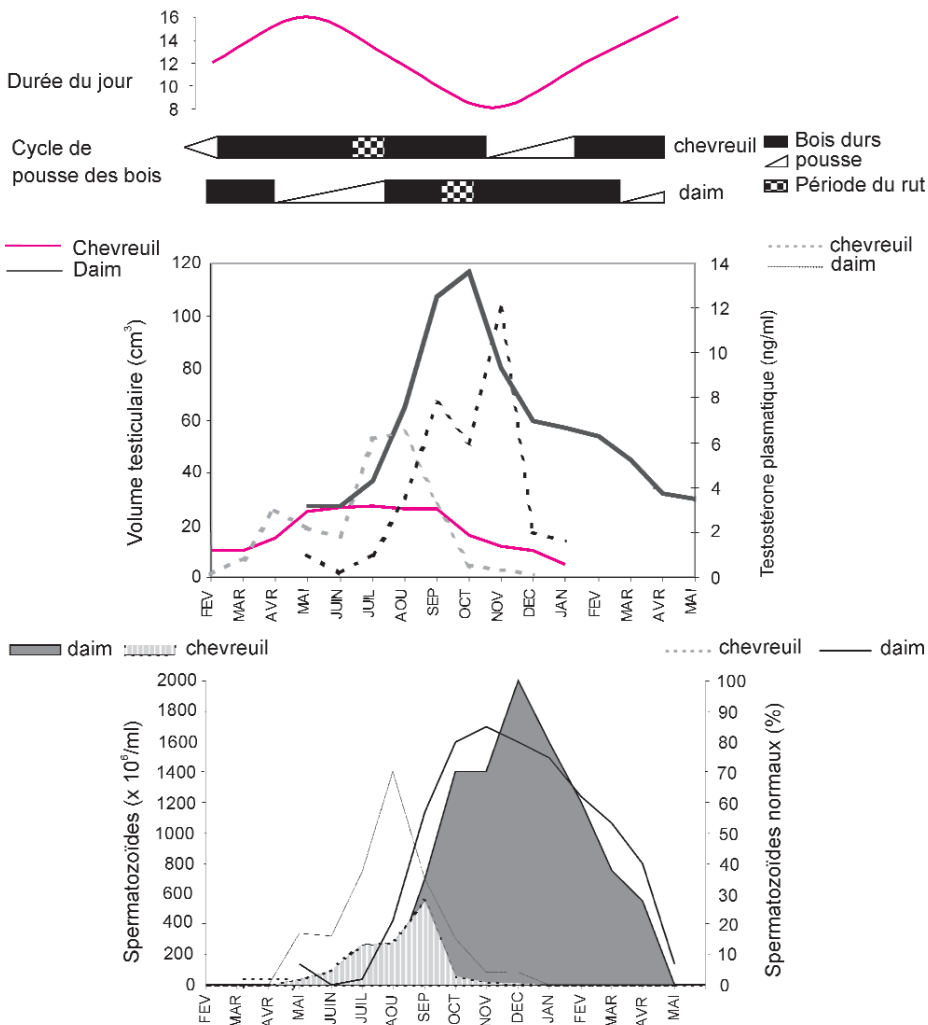 16
14
12
10
8
Durée du jour
Cycle de
pousse des bois
chevreuil
daim
Bois durs
pousse
Période du rut
Chevreuil
Daim
chevreuil
daim
120
100
80
60
40
20
0
Volume testiculaire (cm³)
14
12
10
8
6
4
2
0
Testostérone plasmatique (ng/ml)
FEV
MAR
AVR
MAI
JUIN
JUIL
AOU
SEP
OCT
NOV
DEC
JAN
FEV
MAR
AVR
MAI
daim
chevreuil
chevreuil
daim
2000
1800
1600
1400
1200
1000
800
600
400
200
0
Spermatozoïdes (x 10⁶/ml)
100
90
80
70
60
50
40
30
20
10
0
Spermatozoïdes normaux (%)
FEV
MAR
AVR
MAI
JUIN
JUIL
AOU
SEP
OCT
NOV
DEC
JAN
FEV
MAR
AVR
MAI